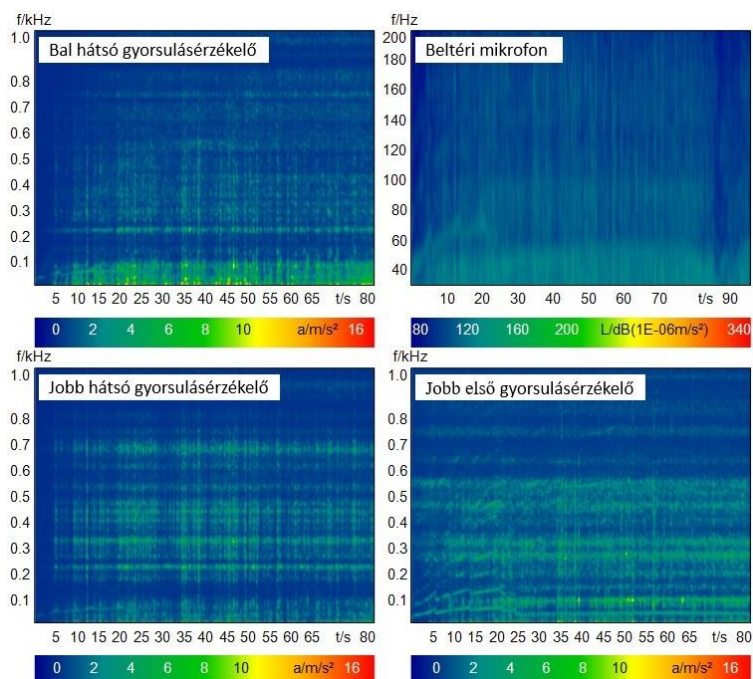 f/kHz
Bal hátsó gyorsulásérzékelő
1.0
0.8
0.7
0.6
0.5
0.4
0.3
0.2
0.1
5 10 15 20 25 30 35 40 45 50 55 60 65 t/s 80
0 2 4 6 8 10 a/m/s² 16
f/Hz
Beltéri mikrofon
200
180
160
140
120
100
80
60
40
10 20 30 40 50 60 70 t/s 90
80 120 160 200 L/dB(1E-06m/s²) 340
f/kHz
Jobb hátsó gyorsulásérzékelő
1.0
0.8
0.7
0.6
0.5
0.4
0.3
0.2
0.1
5 10 15 20 25 30 35 40 45 50 55 60 65 t/s 80
0 2 4 6 8 10 a/m/s² 16
f/kHz
Jobb első gyorsulásérzékelő
1.0
0.8
0.7
0.6
0.5
0.4
0.3
0.2
0.1
5 10 15 20 25 30 35 40 45 50 55 60 65 t/s 80
0 2 4 6 8 10 a/m/s² 16